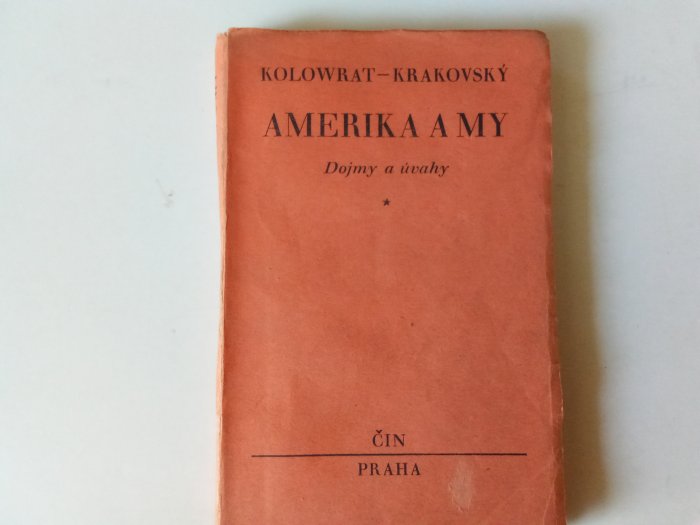 KOLOWRAT–KRAKOVSKÝ
AMERIKA A MY
Dojmy a úvahy
*
ČIN
PRAHA